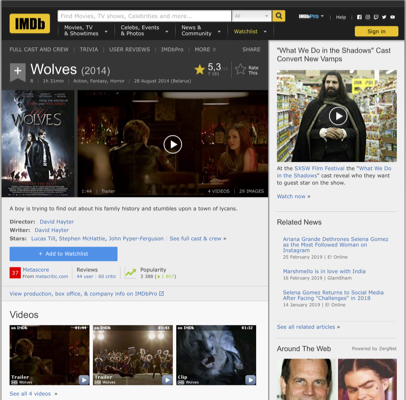 IMDb
Find Movies, TV shows, Celebrities and more...
All
IMDbPro
Help
Movies, TV
& Showtimes
Celebs, Events
& Photos
News &
Community
Watchlist
Sign in
FULL CAST AND CREW
TRIVIA
USER REVIEWS
IMDbPro
MORE
SHARE
Wolves (2014)
5,3
Rate
This
1h 31min
Action, Fantasy, Horror
28 August 2014 (Belarus)
WOLVES
1:44
Trailer
4 VIDEOS
29 IMAGES
A boy is trying to find out about his family history and stumbles upon a town of lycans.
Director: David Hayter
Writer: David Hayter
Stars: Lucas Till, Stephen McHattie, John Pyper-Ferguson
See full cast & crew »
+ Add to Watchlist
37
Metascore
From metacritic.com
Reviews
44 user
60 critic
Popularity
View production, box office, & company info on IMDbPro
Videos
on IMDb
01:44
Trailer
Wolves
on IMDb
Wolves
on IMDb
01:32
Clip
Wolves
See all 4 videos »
"What We Do in the Shadows" Cast
Convert New Vamps
At the SXSW Film Festival the "What We
Do in the Shadows" cast reveal who they
want to guest star on the show.
Watch now »
Related News
Ariana Grande Dethrones Selena Gomez
as the Most Followed Woman on
Instagram
25 February 2019 | E! Online
Marshmello is in love with India
16 February 2019 | Glamsham
Selena Gomez Returns to Social Media
After Facing "Challenges" in 2018
14 January 2019 | E! Online
See all related articles »
Around The Web
Powered by ZergNet